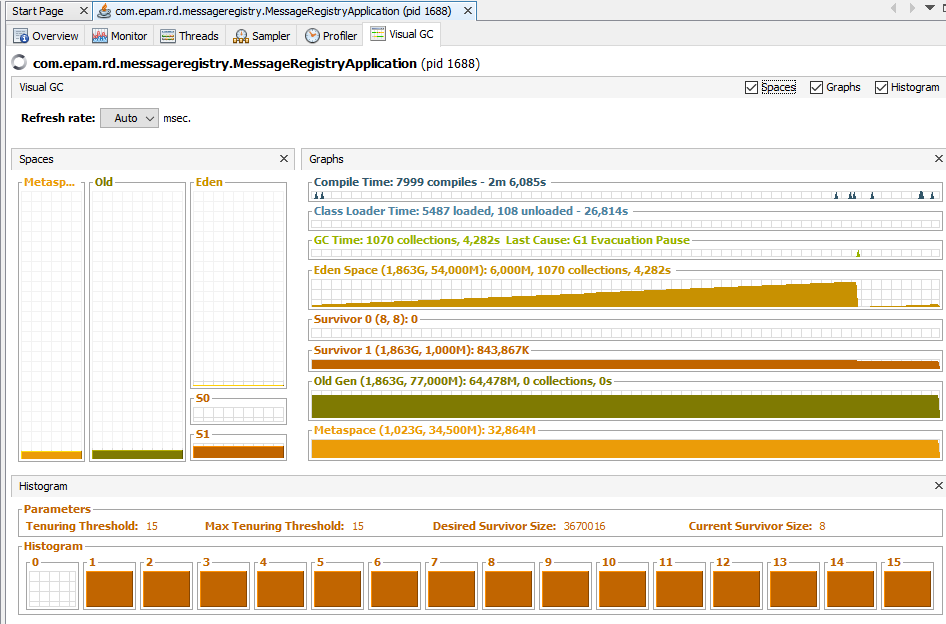 Start Page com.epam.rd.messageregistry.MessageRegistryApplication (pid 1688)
Overview Monitor Threads Sampler Profiler Visual GC
com.epam.rd.messageregistry.MessageRegistryApplication (pid 1688)
Visual GC Spaces Graphs Histogram
Refresh rate: Auto msec.
Spaces
Metasp... Old Eden
S0
S1
Graphs
Compile Time: 7999 compiles - 2m 6,085s
Class Loader Time: 5487 loaded, 108 unloaded - 26,814s
GC Time: 1070 collections, 4,282s Last Cause: G1 Evacuation Pause
Eden Space (1,863G, 54,000M): 6,000M, 1070 collections, 4,282s
Survivor 0 (8, 8): 0
Survivor 1 (1,863G, 1,000M): 843,867K
Old Gen (1,863G, 77,000M): 64,478M, 0 collections, 0s
Metaspace (1,023G, 34,500M): 32,864M
Histogram
Parameters
Tenuring Threshold: 15 Max Tenuring Threshold: 15 Desired Survivor Size: 3670016 Current Survivor Size: 8
Histogram
0 1 2 3 4 5 6 7 8 9 10 11 12 13 14 15